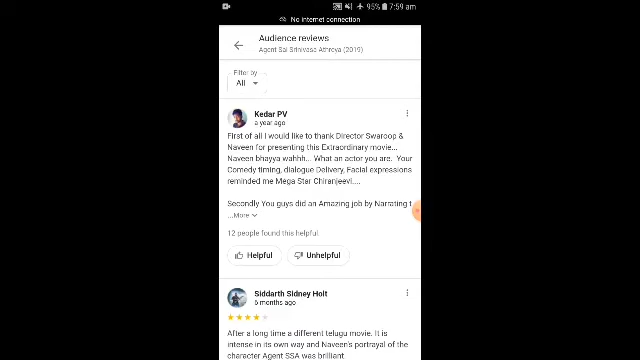 95% 7:59 am
No internet connection
Audience reviews
Agent Sai Srinivasa Athreya (2019)
Filter by
All
Kedar PV
a year ago
First of all I would like to thank Director Swaroop &
Naveen for presenting this Extraordinary movie...
Naveen bhayya wahhh... What an actor you are. Your
Comedy timing, dialogue Delivery, Facial expressions
reminded me Mega Star Chiranjeevi....
Secondly You guys did an Amazing job by Narrating t
...More
12 people found this helpful.
Helpful Unhelpful
Siddarth Sidney Holt
6 months ago
After a long time a different telugu movie. It is
intense in its own way and Naveen's portrayal of the
character Agent SSA was brilliant